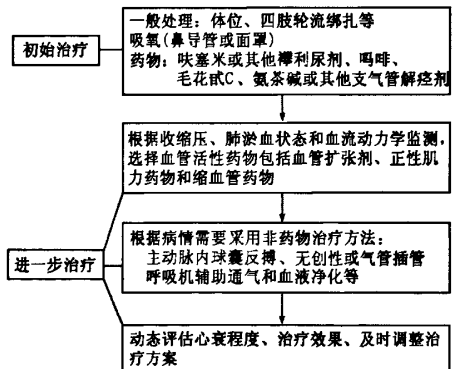 一般处理：体位、四肢轮流绑扎等
吸氧(鼻导管或面罩)
药物：呋塞米或其他襻利尿剂、吗啡、
毛花甙C、氨茶碱或其他支气管解痉剂
初始治疗
根据收缩压、肺淤血状态和血流动力学监测，
选择血管活性药物包括血管扩张剂、正性肌
力药物和缩血管药物
进一步治疗
根据病情需要采用非药物治疗方法：
主动脉内球囊反搏、无创性或气管插管
呼吸机辅助通气和血液净化等
动态评估心衰程度、治疗效果、及时调整治
疗方案